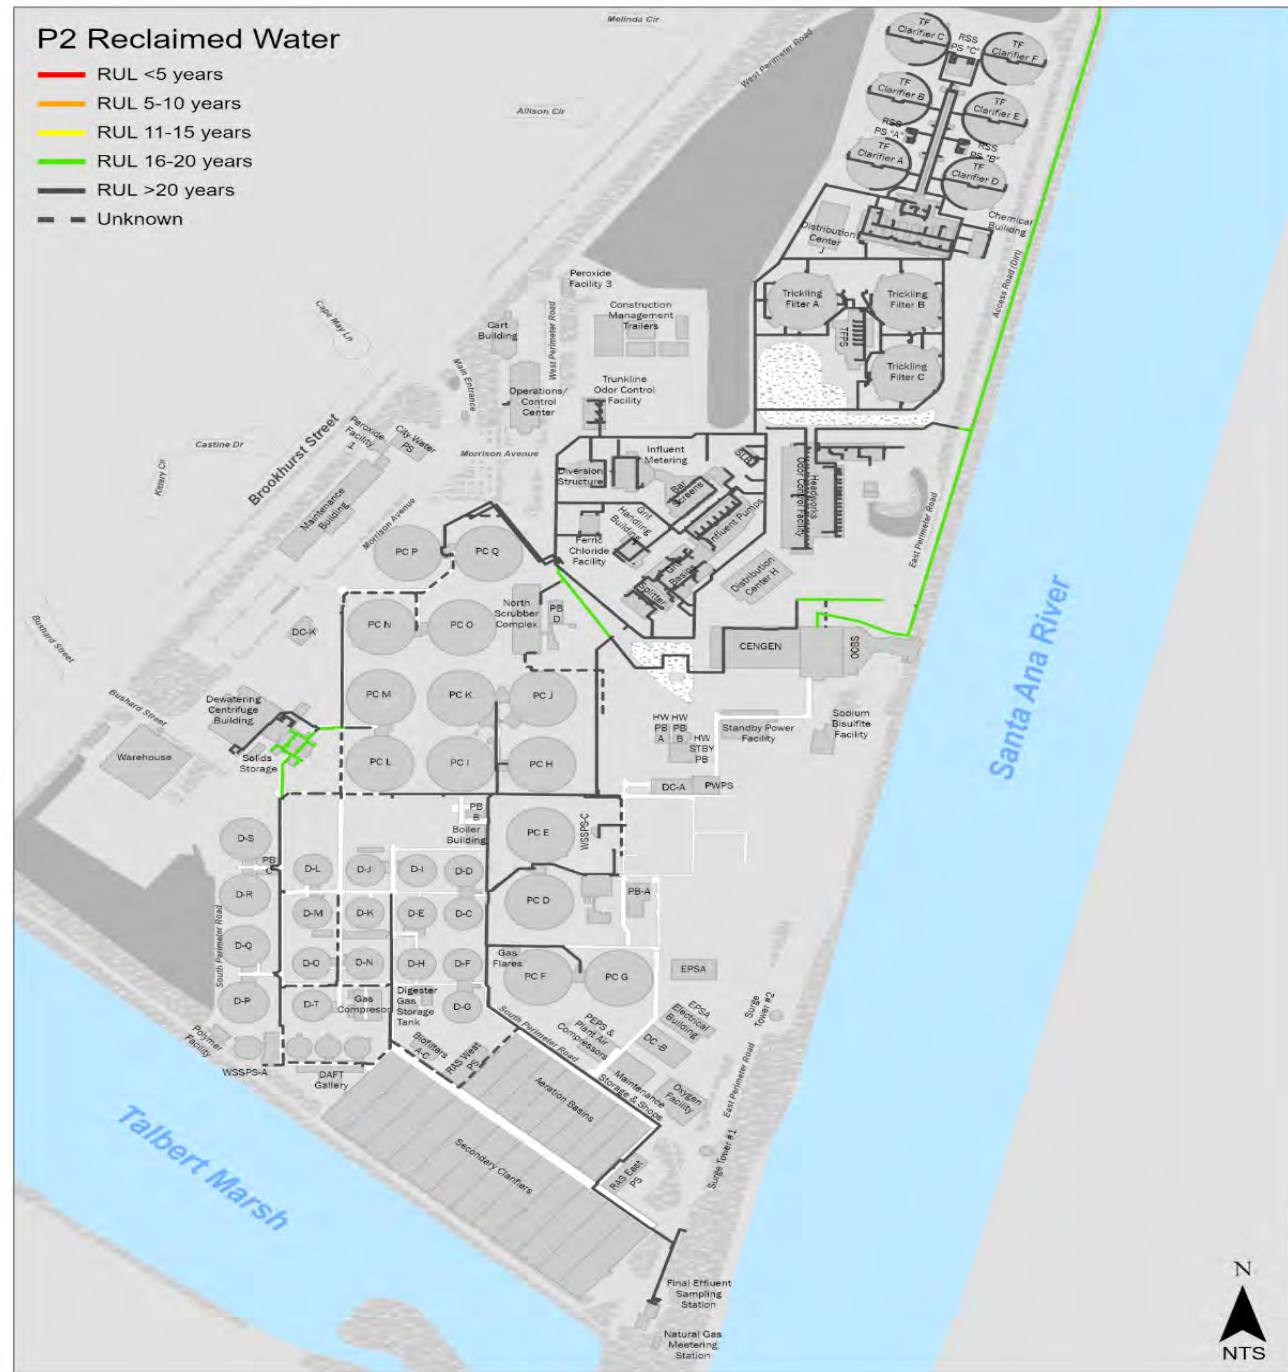 P2 Reclaimed Water
RUL <5 years
RUL 5-10 years
RUL 11-15 years
RUL 16-20 years
RUL >20 years
Unknown
Melinda Cir
West Perimeter Road
Allison Cir
TF
Clarifier C
RSS
PS "C"
TF
Clarifier F
TF
Clarifier B
TF
Clarifier E
RSS
PS "A"
RSS
PS "B"
TF
Clarifier A
TF
Clarifier D
Chemical
Building
Distribution
Center
J
Access Road (Dirt)
Peroxide
Facility 3
Construction
Management
Trailers
Trickling
Filter A
Trickling
Filter B
TFPS
Trickling
Filter C
Cape May Ln
Cart
Building
West Perimeter Road
Main Entrance
Operations/
Control
Center
Trunkline
Odor Control
Facility
Brookhurst Street
Peroxide
Facility
1
City Water
PS
Castine Dr
Kittery Cir
Morrison Avenue
Maintenance
Building
Morrison Avenue
Diversion
Structure
Influent
Metering
Bar
Screens
Grit
Handling
Building
Influent Pumps
Ferric
Chloride
Facility
Grit
Basins
Splitter
Headworks
Odor Control Facility
Distribution
Center H
East Perimeter Road
PC P
PC Q
North
Scrubber
Complex
PB
D
PC N
PC O
DC-K
CENGEN
OOBS
Santa Ana River
Bushard Street
Bushard Street
Dewatering
Centrifuge
Building
PC M
PC K
PC J
Warehouse
Solids
Storage
PC L
PC I
PC H
HW
PB
A
HW
PB
B
HW
STBY
PB
Standby Power
Facility
Sodium
Bisulfite
Facility
DC-A
PWPS
PB
B
Boiler
Building
PC E
WSSPS-C
D-S
PB
C
D-L
D-J
D-I
D-D
D-R
D-M
D-K
D-E
D-C
PC D
PB-A
South Perimeter Road
D-Q
D-O
D-N
D-H
D-F
Gas
Flares
PC F
PC G
EPSA
D-P
D-T
Gas
Compresor
Digester
Gas
Storage
Tank
D-G
South Perimeter Road
PEPS &
Plant Air
Compressors
EPSA
Electrical
Building
DC-B
Surge
Tower #2
Polymer
Facility
WSSPS-A
DAFT
Gallery
Biofilters
A-C
RAS West
PS
Aeration Basins
Maintenance
Storage & Shops
Oxygen
Facility
East Perimeter Road
Secondary Clarifiers
RAS East
PS
Surge Tower #1
Talbert Marsh
Final Effluent
Sampling
Station
Natural Gas
Meetering
Station
N
NTS